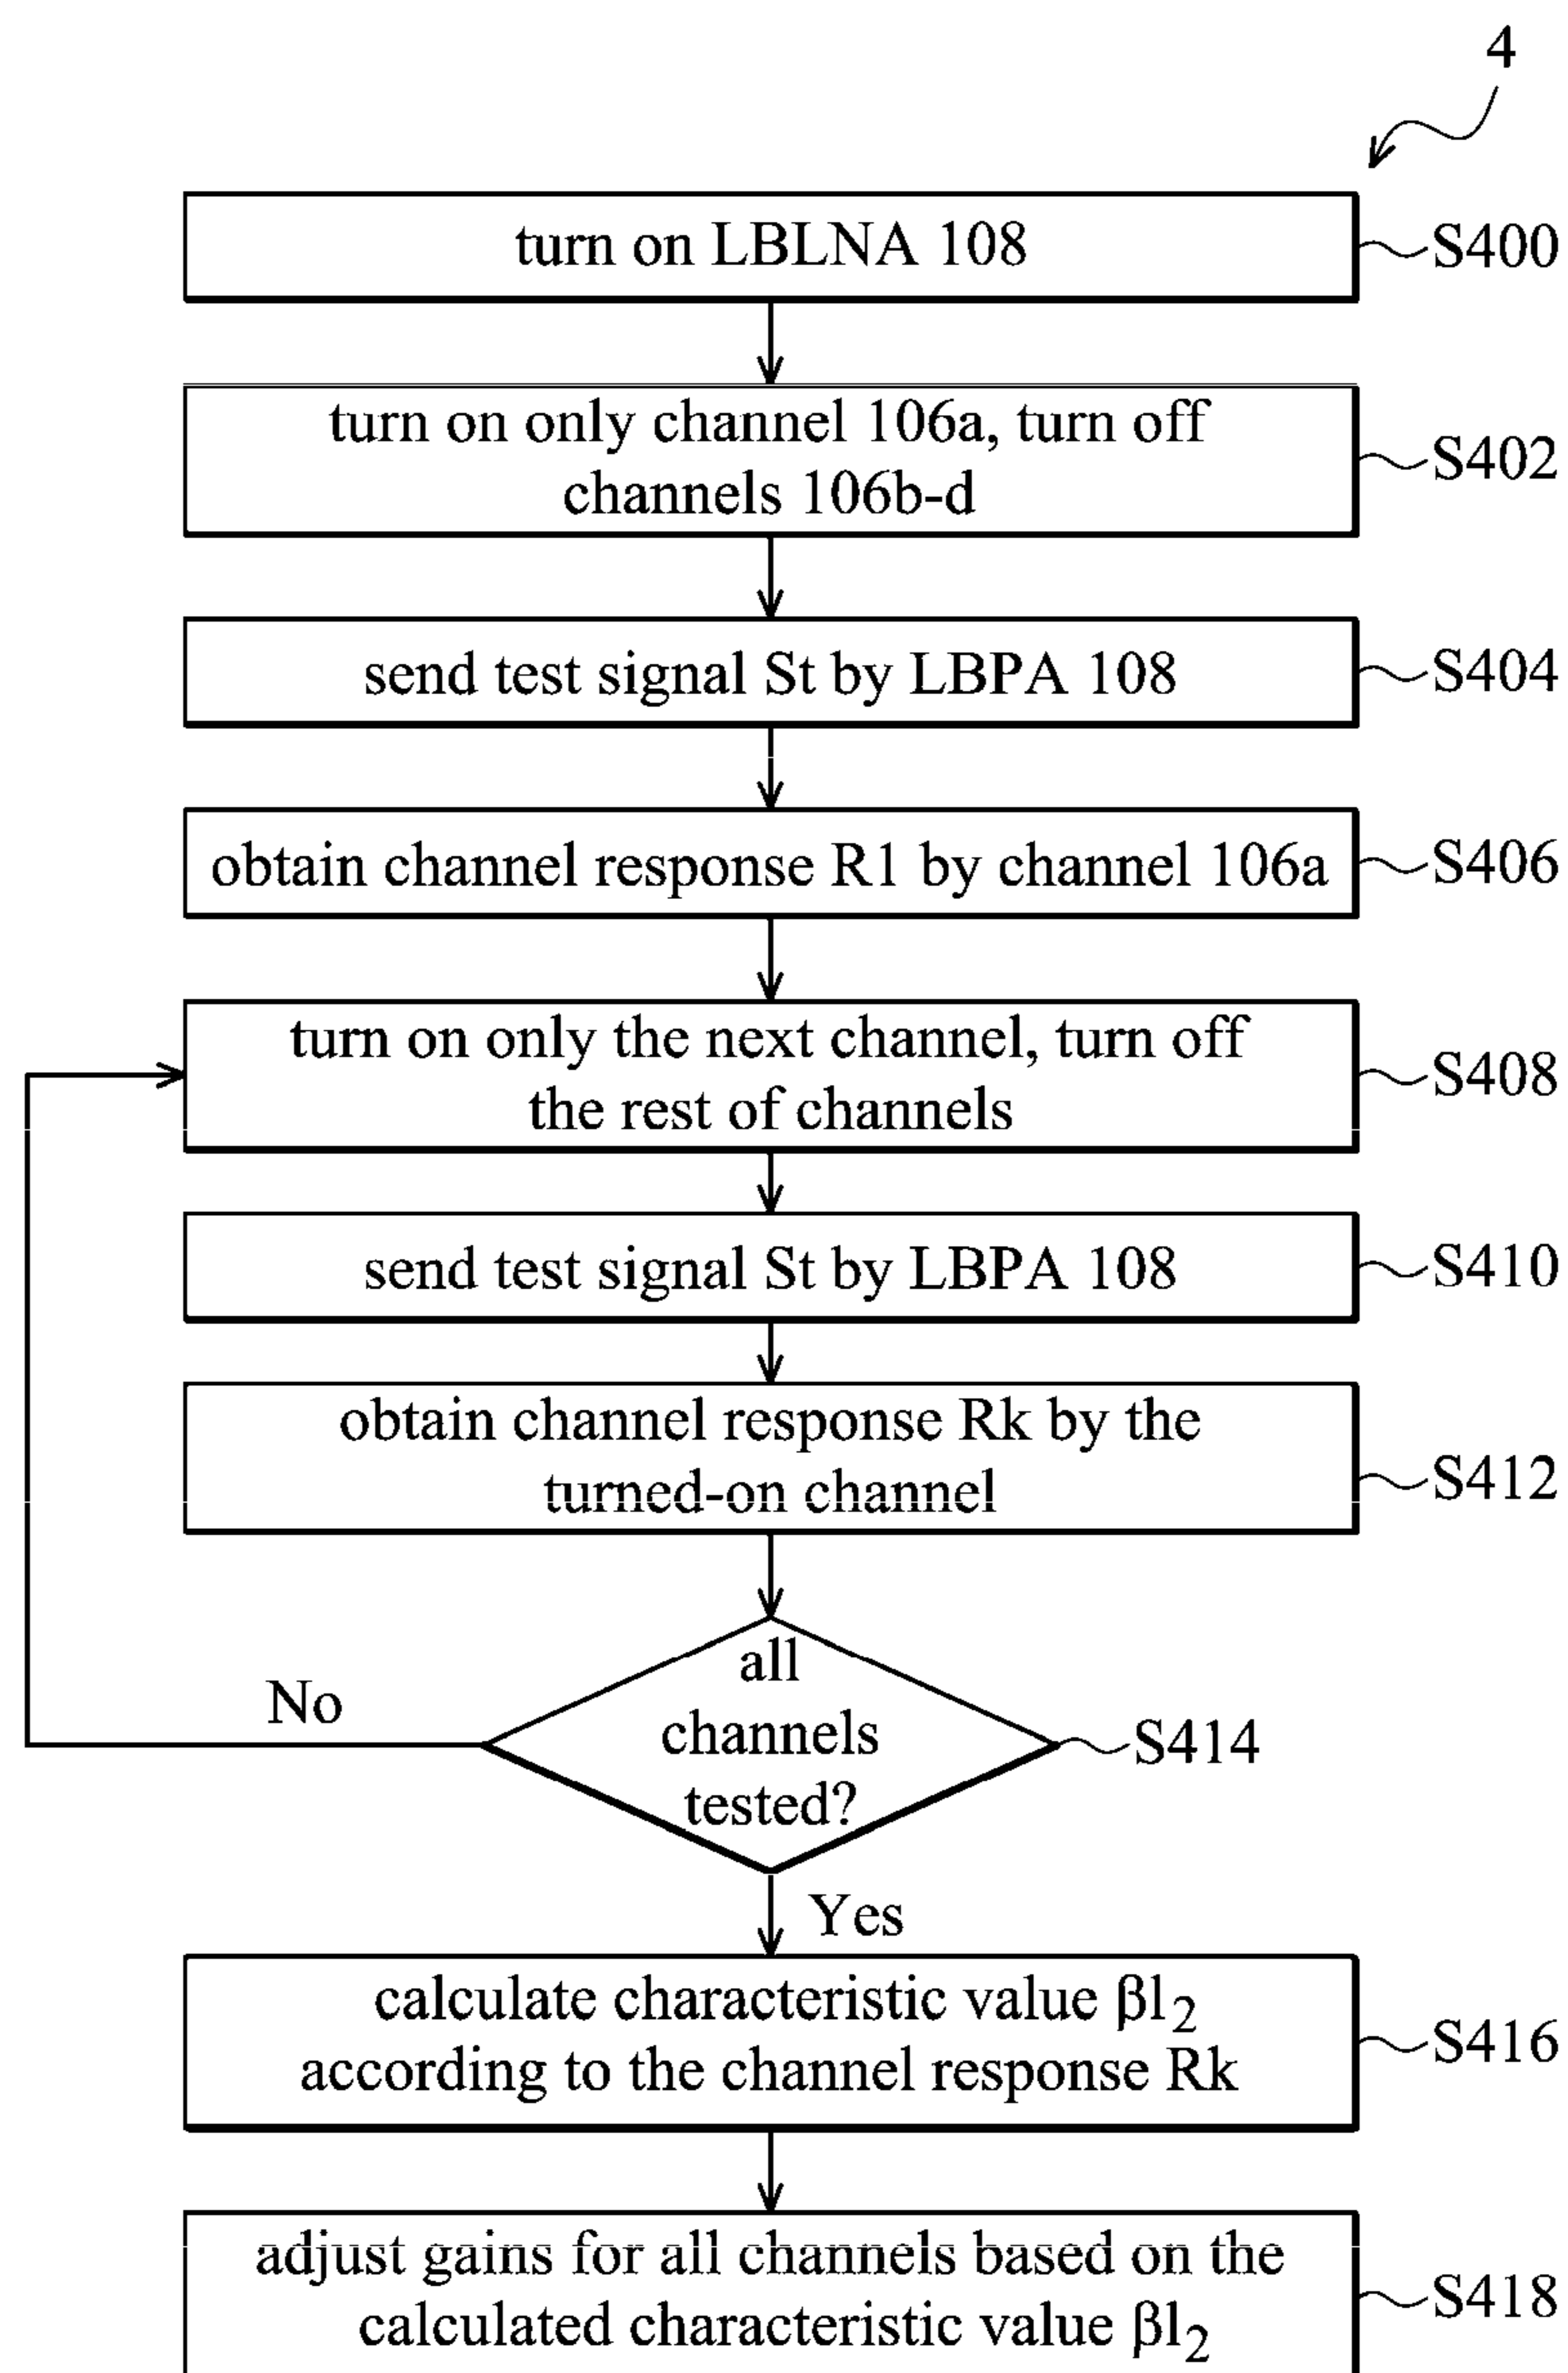 4
turn on LBLNA 108
S400
turn on only channel 106a, turn off
channels 106b-d
S402
send test signal St by LBPA 108
S404
obtain channel response R1 by channel 106a
S406
turn on only the next channel, turn off
the rest of channels
S408
send test signal St by LBPA 108
S410
obtain channel response Rk by the
turned-on channel
S412
all
channels
tested?
S414
No
Yes
calculate characteristic value βl₂
according to the channel response Rk
S416
adjust gains for all channels based on the
calculated characteristic value βl₂
S418